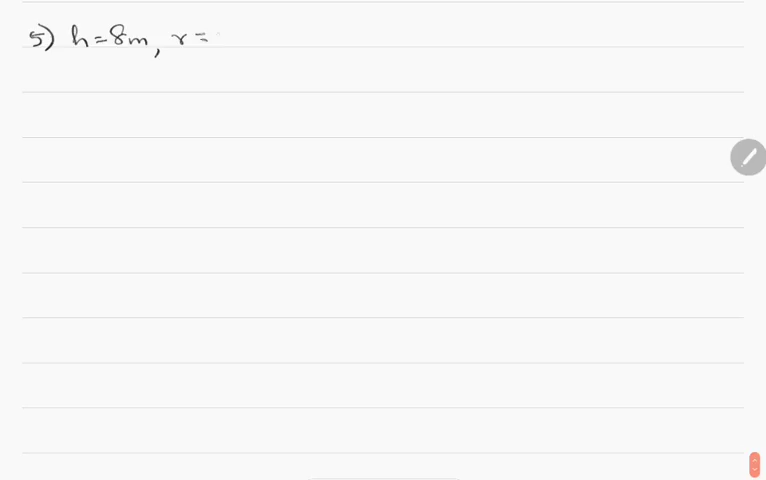 5) h=8m, r=